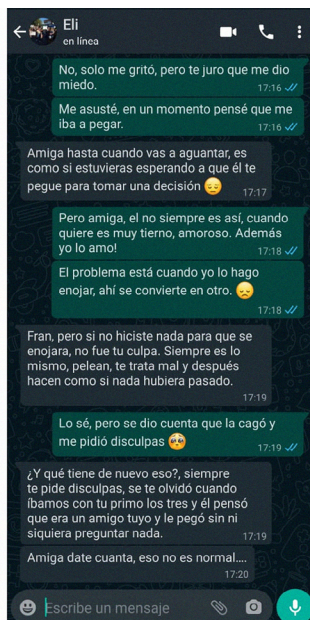 Eli
en línea
No, solo me gritó, pero te juro que me dio
miedo.
17:16
Me asusté, en un momento pensé que me
iba a pegar.
17:16
Amiga hasta cuando vas a aguantar, es
como si estuvieras esperando a que él te
pegue para tomar una decisión 😔
17:17
Pero amiga, el no siempre es así, cuando
quiere es muy tierno, amoroso. Además
yo lo amo!
17:18
El problema está cuando yo lo hago
enojar, ahí se convierte en otro. 😞
17:18
Fran, pero si no hiciste nada para que se
enojara, no fue tu culpa. Siempre es lo
mismo, pelean, te trata mal y después
hacen como si nada hubiera pasado.
17:19
Lo sé, pero se dio cuenta que la cagó y
me pidió disculpas 🥹
17:19
¿Y qué tiene de nuevo eso?, siempre
te pide disculpas, se te olvidó cuando
íbamos con tu primo los tres y él pensó
que era un amigo tuyo y le pegó sin ni
siquiera preguntar nada.
17:19
Amiga date cuanta, eso no es normal....
17:20
Escribe un mensaje